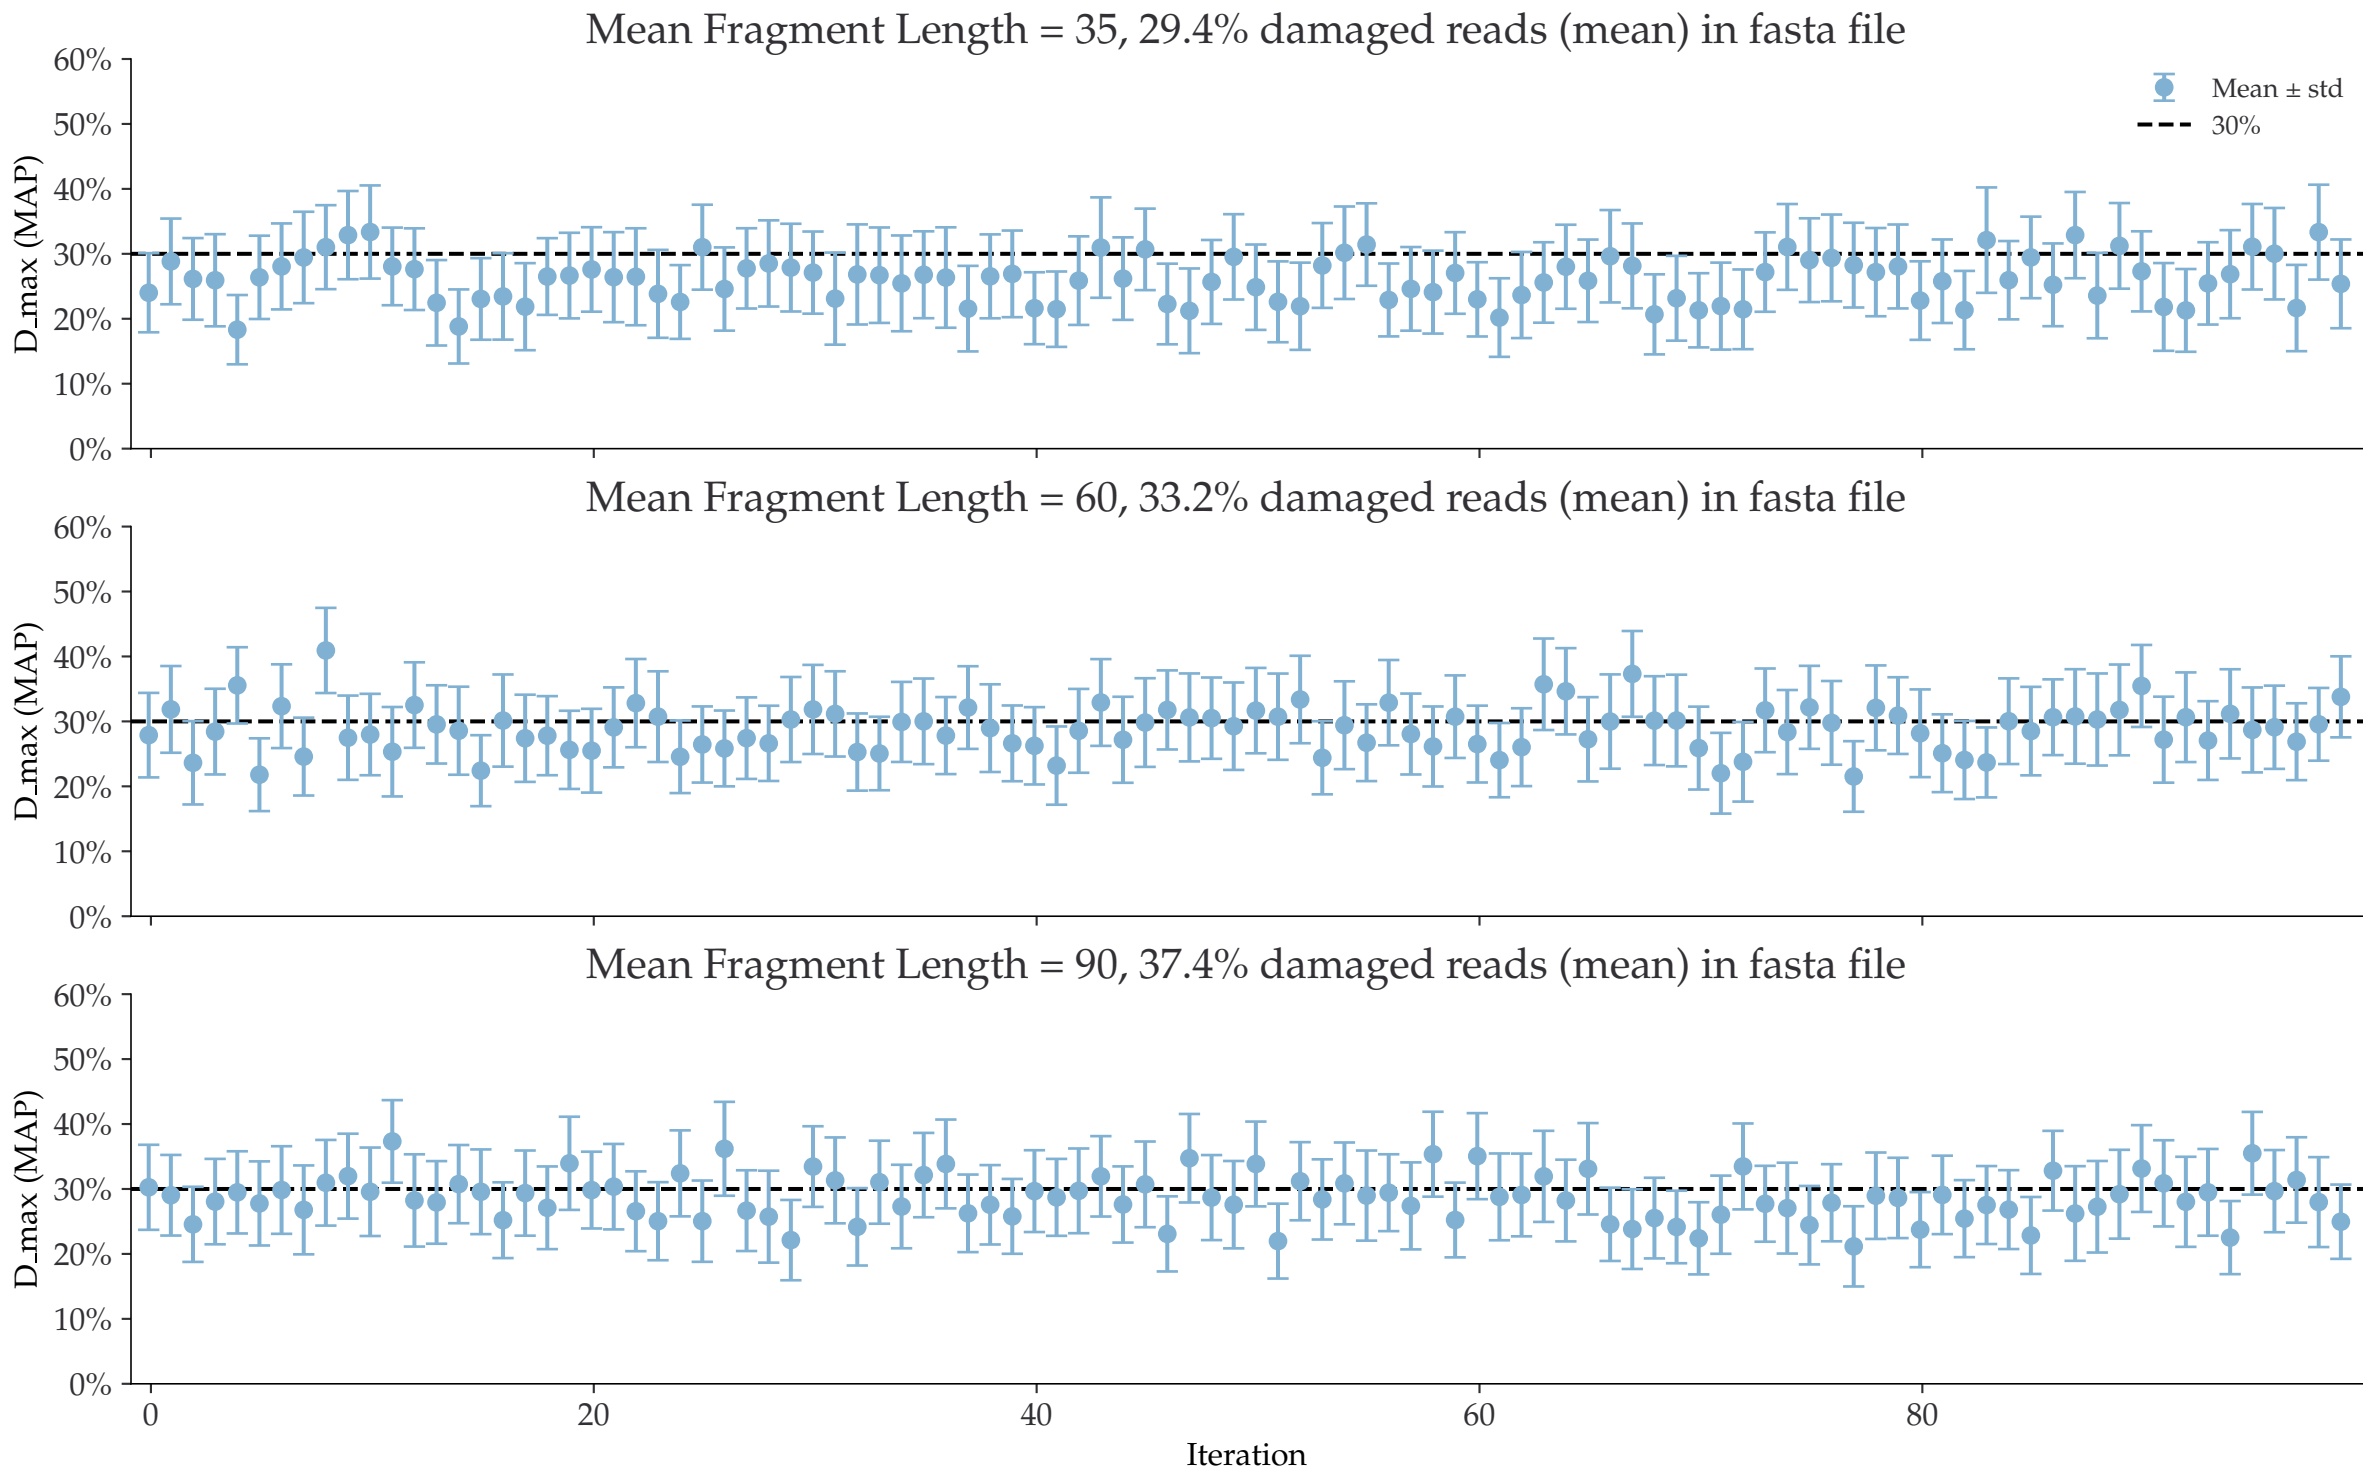 Mean Fragment Length = 35, 29.4% damaged reads (mean) in fasta file
60%
50%
40%
30%
20%
10%
0%
D_max (MAP)
Mean ± std
30%
Mean Fragment Length = 60, 33.2% damaged reads (mean) in fasta file
60%
50%
40%
30%
20%
10%
0%
D_max (MAP)
Mean Fragment Length = 90, 37.4% damaged reads (mean) in fasta file
60%
50%
40%
30%
20%
10%
0%
D_max (MAP)
0 20 40 60 80
Iteration